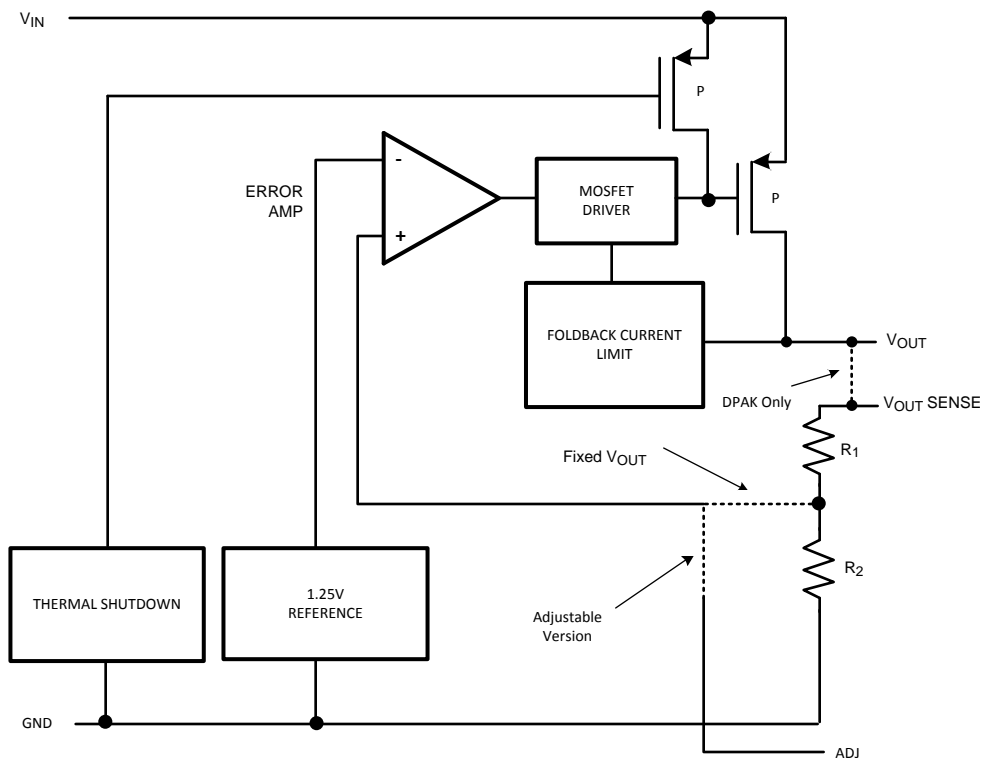 VIN
P
P
-
+
ERROR
AMP
MOSFET
DRIVER
FOLDBACK CURRENT
LIMIT
VOUT
DPAK Only
VOUT SENSE
R1
Fixed VOUT
R2
THERMAL SHUTDOWN
1.25V
REFERENCE
Adjustable
Version
GND
ADJ